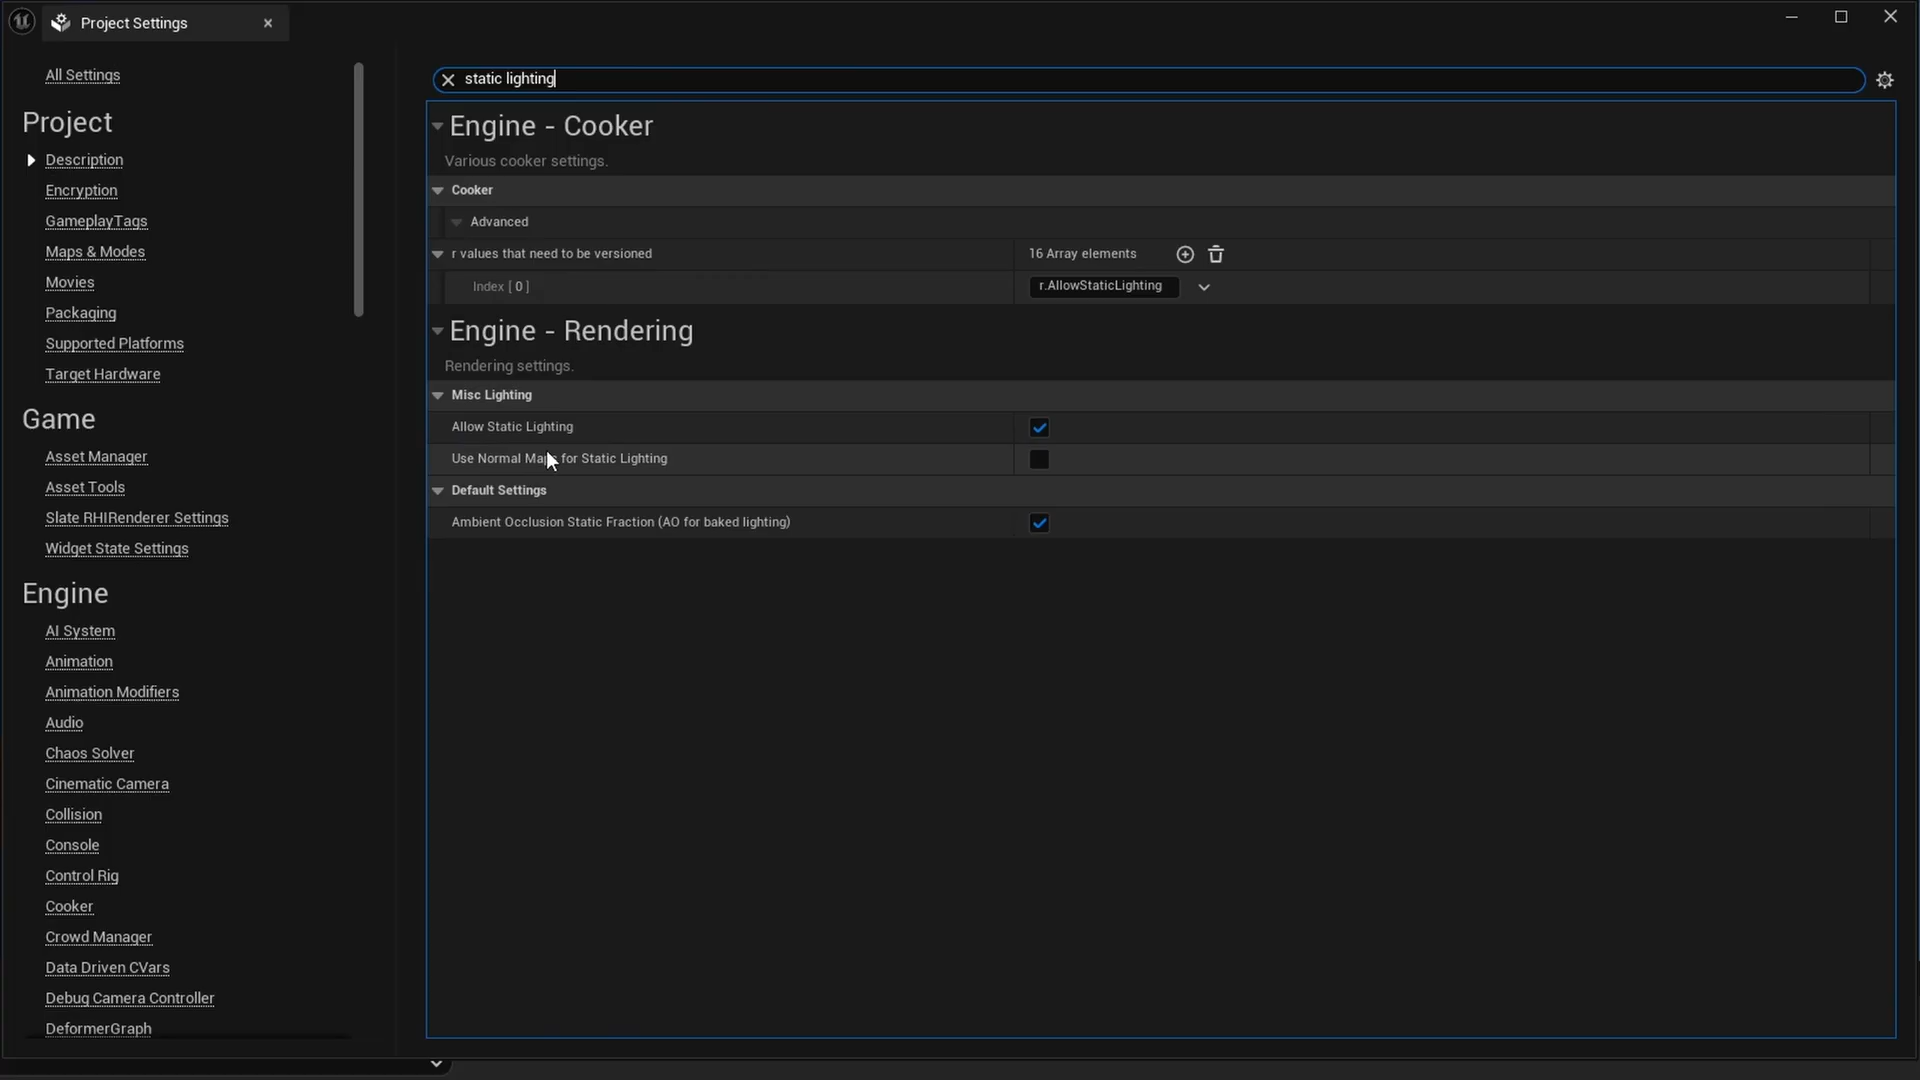 Project Settings
All Settings
Project
Description
Encryption
GameplayTags
Maps & Modes
Movies
Packaging
Supported Platforms
Target Hardware
Game
Asset Manager
Asset Tools
Slate RHIRenderer Settings
Widget State Settings
Engine
AI System
Animation
Animation Modifiers
Audio
Chaos Solver
Cinematic Camera
Collision
Console
Control Rig
Cooker
Crowd Manager
Data Driven CVars
Debug Camera Controller
DeformerGraph
static lighting
Engine - Cooker
Various cooker settings.
Cooker
Advanced
r values that need to be versioned 16 Array elements
Index [ 0 ] r.AllowStaticLighting
Engine - Rendering
Rendering settings.
Misc Lighting
Allow Static Lighting
Use Normal Maps for Static Lighting
Default Settings
Ambient Occlusion Static Fraction (AO for baked lighting)